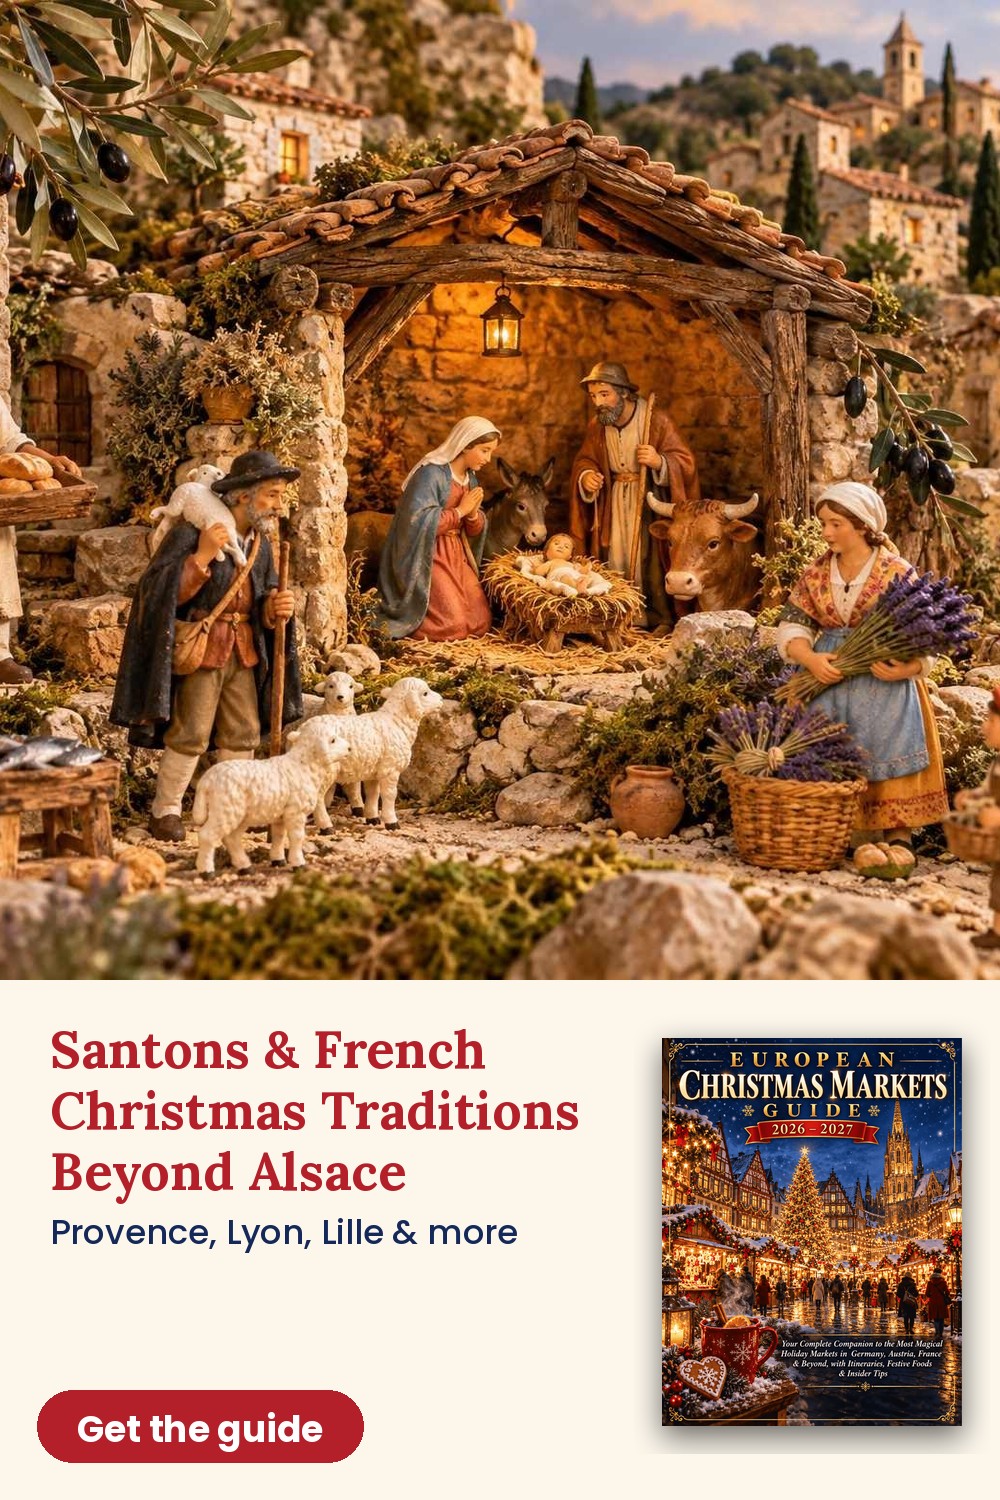 Santons & French
Christmas Traditions
Beyond Alsace
Provence, Lyon, Lille & more
Get the guide
EUROPEAN
CHRISTMAS MARKETS
GUIDE
2026 – 2027
Your Complete Companion to the Most Magical
Holiday Markets in Germany, Austria, France
& Beyond, with Itineraries, Festive Foods
& Insider Tips